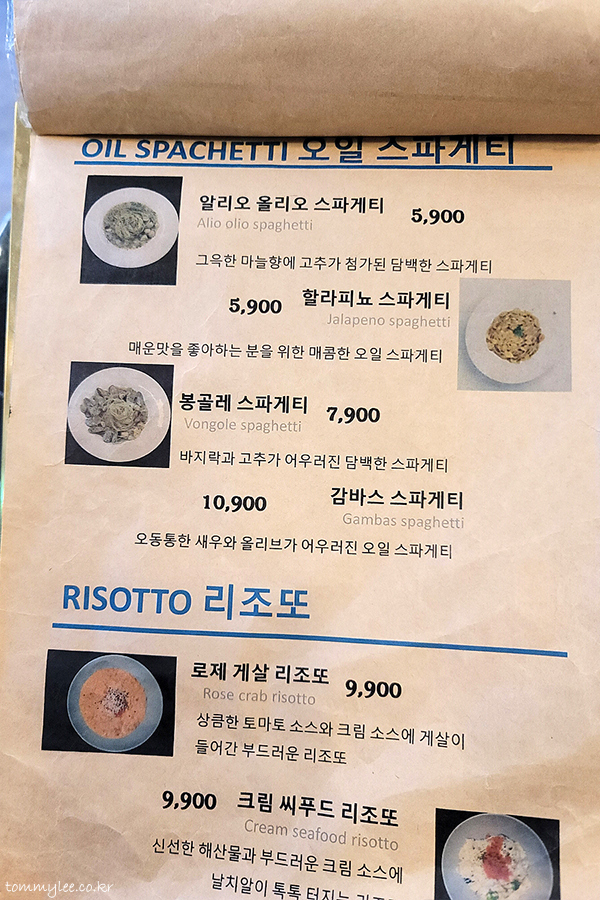 OIL SPACHETTI 오일 스파게티
알리오 올리오 스파게티 5,900
Alio olio spaghetti
그윽한 마늘향에 고추가 첨가된 담백한 스파게티
5,900 할라피뇨 스파게티
Jalapeno spaghetti
매운맛을 좋아하는 분을 위한 매콤한 오일 스파게티
봉골레 스파게티 7,900
Vongole spaghetti
바지락과 고추가 어우러진 담백한 스파게티
10,900 감바스 스파게티
Gambas spaghetti
오동통한 새우와 올리브가 어우러진 오일 스파게티
RISOTTO 리조또
로제 게살 리조또 9,900
Rose crab risotto
상큼한 토마토 소스와 크림 소스에 게살이
들어간 부드러운 리조또
9,900 크림 씨푸드 리조또
Cream seafood risotto
신선한 해산물과 부드러운 크림 소스에
날치알이 톡톡 터지는
tommylee.co.kr